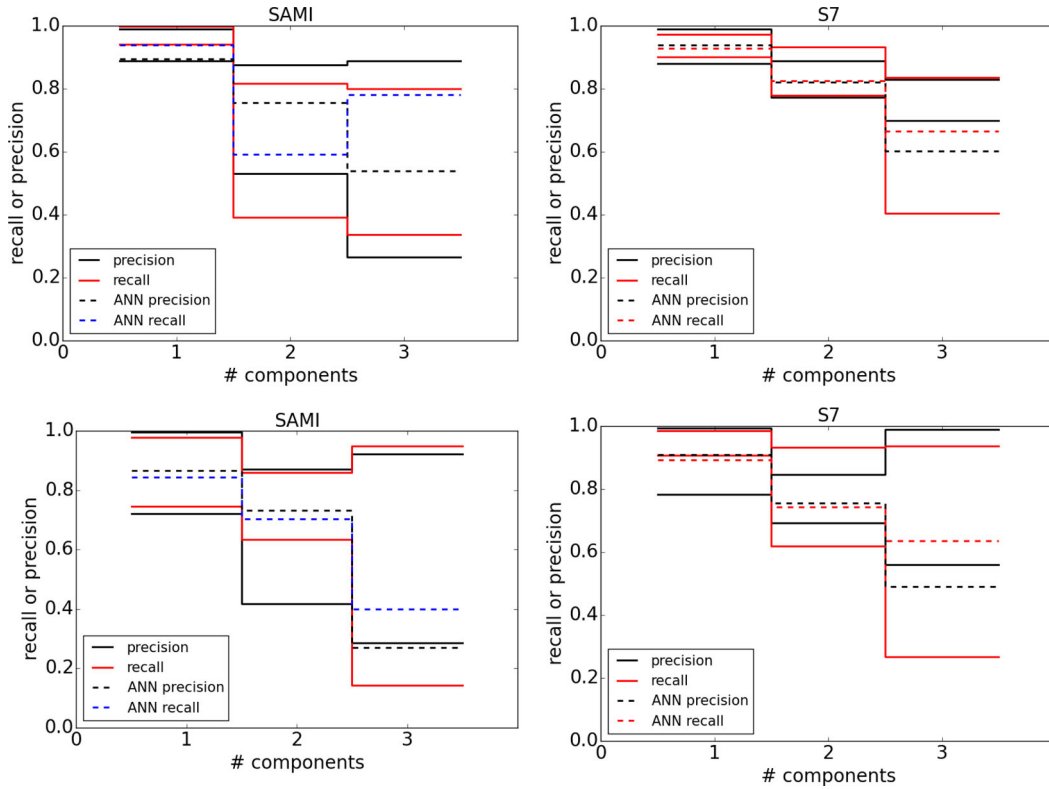 SAMI
1.0
0.8
0.6
0.4
0.2
0.0
recall or precision
precision
recall
ANN precision
ANN recall
0 1 2 3
# components
S7
1.0
0.8
0.6
0.4
0.2
0.0
recall or precision
precision
recall
ANN precision
ANN recall
0 1 2 3
# components
SAMI
1.0
0.8
0.6
0.4
0.2
0.0
recall or precision
precision
recall
ANN precision
ANN recall
0 1 2 3
# components
S7
1.0
0.8
0.6
0.4
0.2
0.0
recall or precision
precision
recall
ANN precision
ANN recall
0 1 2 3
# components